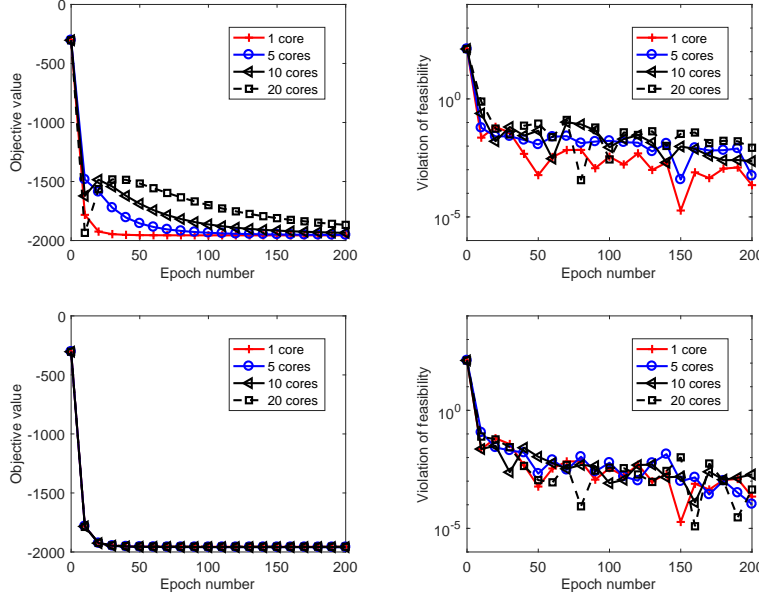 0
-500
-1000
-1500
-2000
0 50 100 150 200
Epoch number
Objective value
1 core
5 cores
10 cores
20 cores
10^0
10^-5
0 50 100 150 200
Epoch number
Violation of feasibility
1 core
5 cores
10 cores
20 cores
0
-500
-1000
-1500
-2000
0 50 100 150 200
Epoch number
Objective value
1 core
5 cores
10 cores
20 cores
10^0
10^-5
0 50 100 150 200
Epoch number
Violation of feasibility
1 core
5 cores
10 cores
20 cores